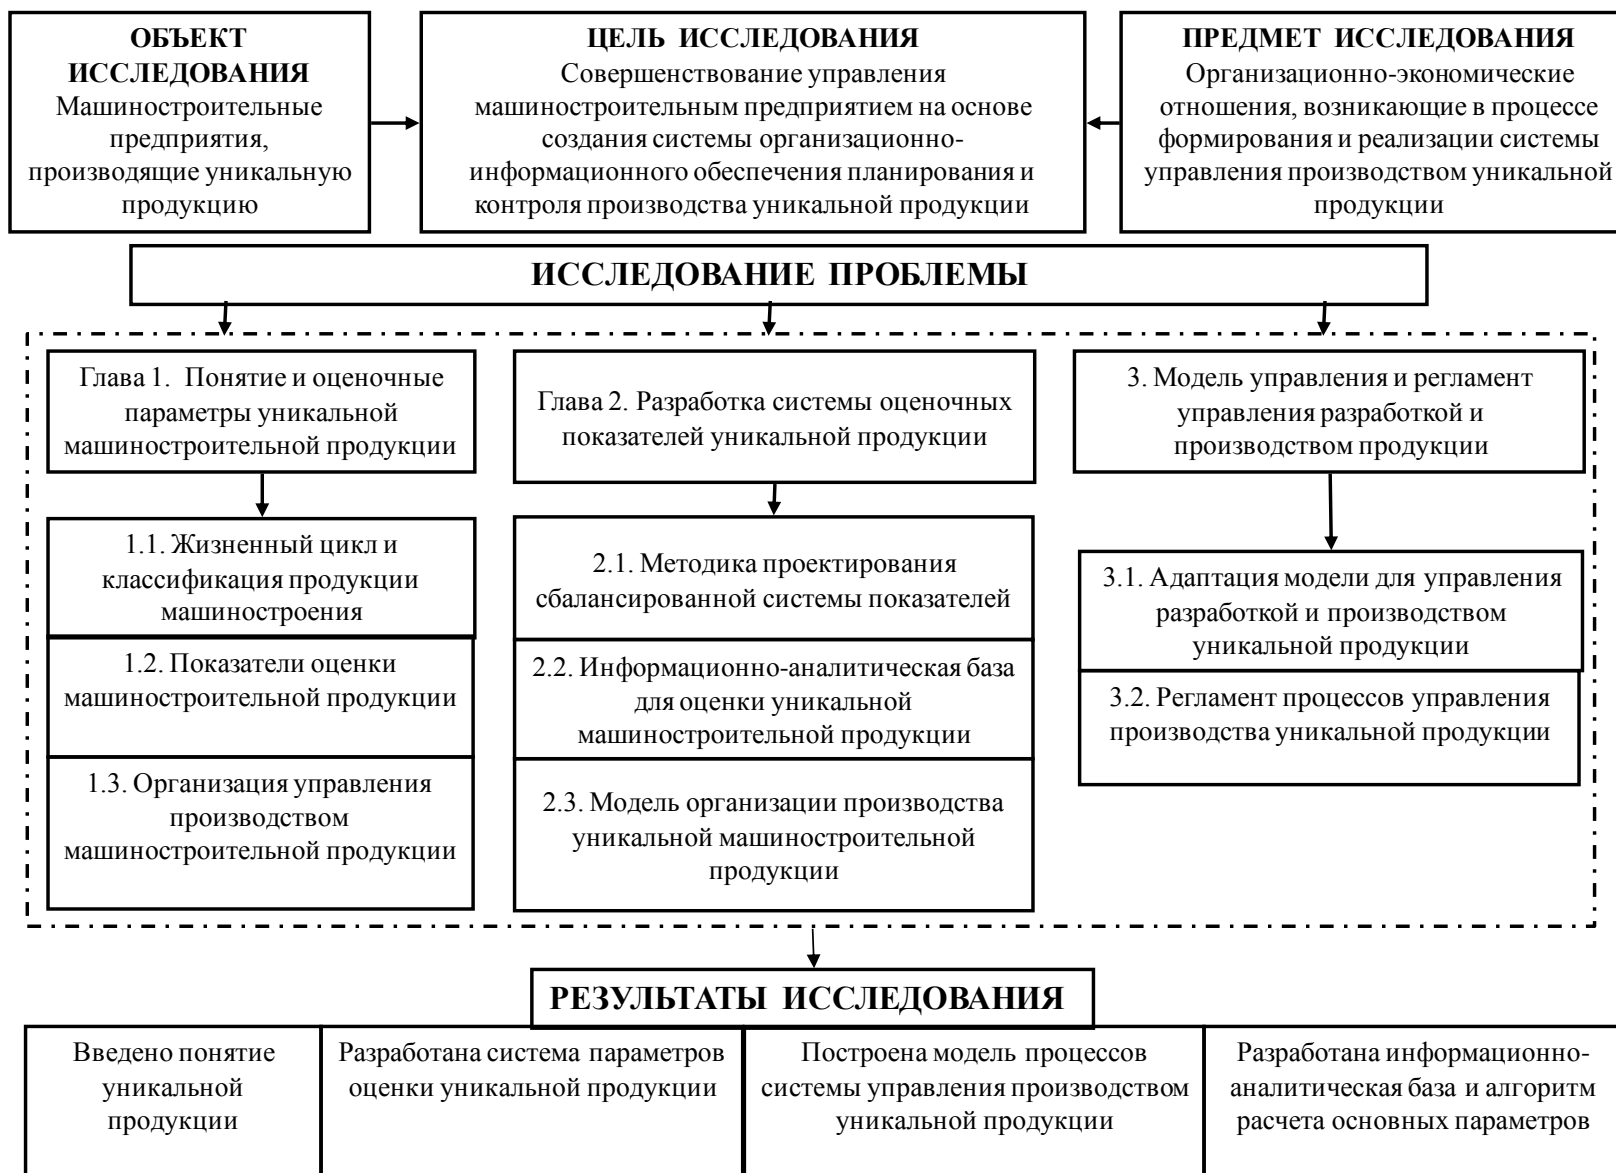 ОБЪЕКТ
ИССЛЕДОВАНИЯ
Машиностроительные
предприятия,
производящие уникальную
продукцию
ЦЕЛЬ ИССЛЕДОВАНИЯ
Совершенствование управления
машиностроительным предприятием на основе
создания системы организационно-
информационного обеспечения планирования и
контроля производства уникальной продукции
ПРЕДМЕТ ИССЛЕДОВАНИЯ
Организационно-экономические
отношения, возникающие в процессе
формирования и реализации системы
управления производством уникальной
продукции
ИССЛЕДОВАНИЕ ПРОБЛЕМЫ
Глава 1. Понятие и оценочные
параметры уникальной
машиностроительной продукции
1.1. Жизненный цикл и
классификация продукции
машиностроения
1.2. Показатели оценки
машиностроительной продукции
1.3. Организация управления
производством
машиностроительной продукции
Глава 2. Разработка системы оценочных
показателей уникальной продукции
2.1. Методика проектирования
сбалансированной системы показателей
2.2. Информационно-аналитическая база
для оценки уникальной
машиностроительной продукции
2.3. Модель организации производства
уникальной машиностроительной
продукции
3. Модель управления и регламент
управления разработкой и
производством продукции
3.1. Адаптация модели для управления
разработкой и производством
уникальной продукции
3.2. Регламент процессов управления
производства уникальной продукции
РЕЗУЛЬТАТЫ ИССЛЕДОВАНИЯ
Введено понятие
уникальной
продукции
Разработана система параметров
оценки уникальной продукции
Построена модель процессов
системы управления производством
уникальной продукции
Разработана информационно-
аналитическая база и алгоритм
расчета основных параметров